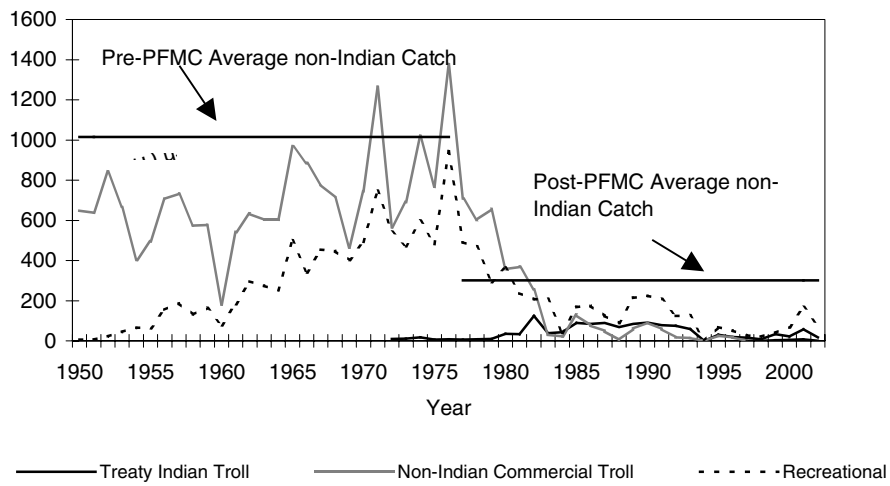 1600
Pre-PFMC Average non-Indian Catch
1400
1200
1000
800
Post-PFMC Average non-
Indian Catch
600
400
200
0
1950 1955 1960 1965 1970 1975 1980 1985 1990 1995 2000
Year
Treaty Indian Troll Non-Indian Commercial Troll Recreational